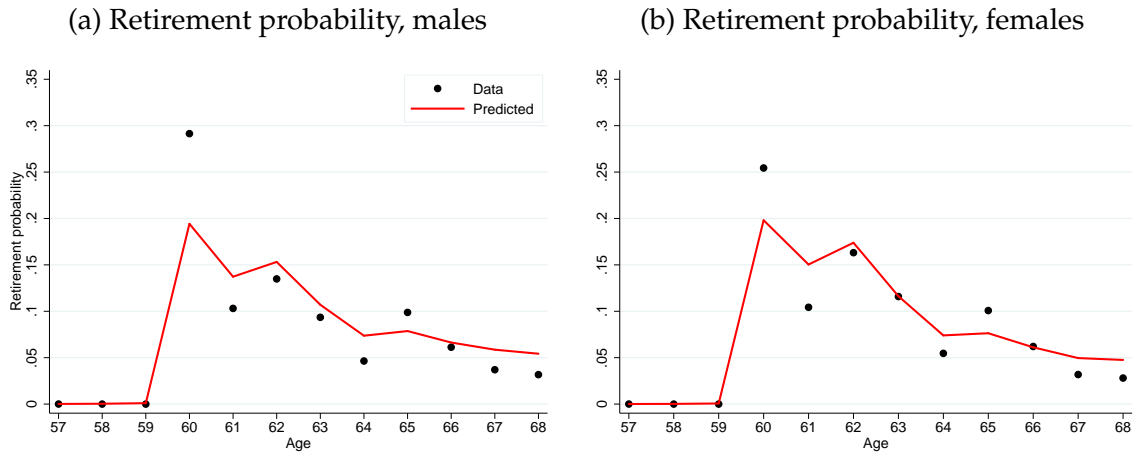 (a) Retirement probability, males
(b) Retirement probability, females
Retirement probability
.35
.3
.25
.2
.15
.1
.05
0
Data
Predicted
57 58 59 60 61 62 63 64 65 66 67 68
Age
.35
.3
.25
.2
.15
.1
.05
0
57 58 59 60 61 62 63 64 65 66 67 68
Age